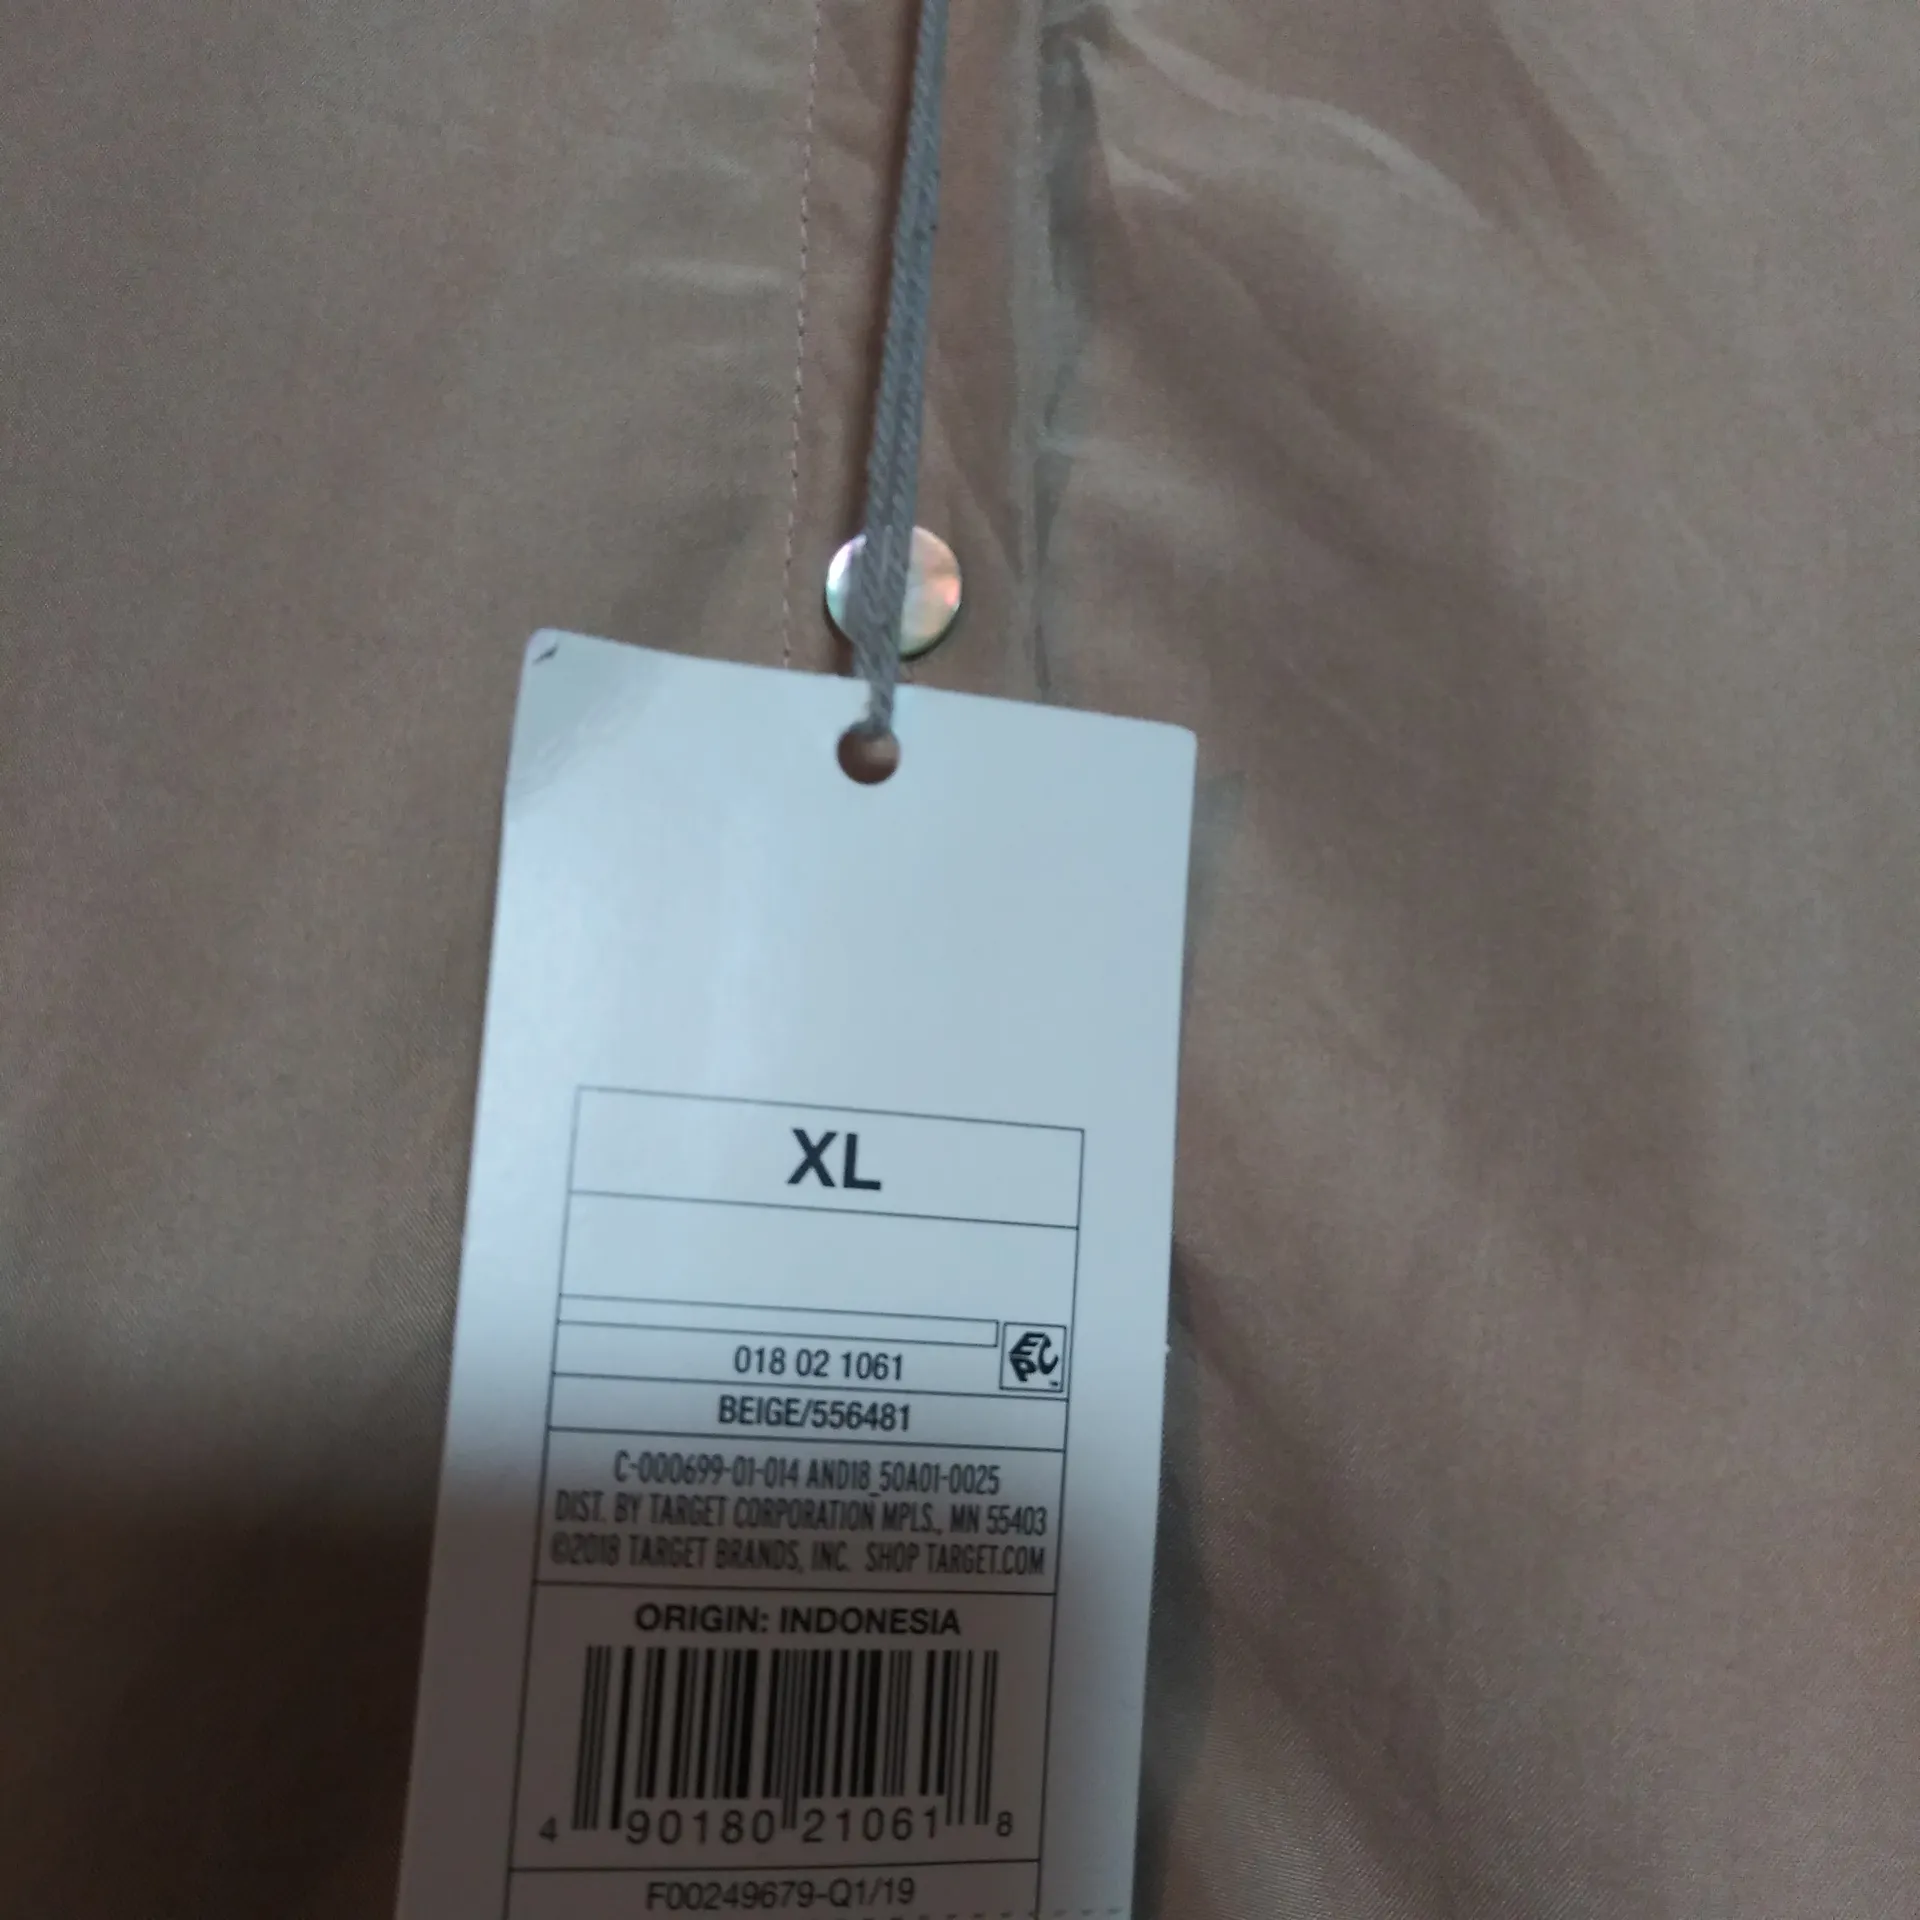 XL
018 02 1061
EPC™
BEIGE/556481
C-000699-01-014 AND18_50A01-0025
DIST. BY TARGET CORPORATION MPLS., MN 55403
©2018 TARGET BRANDS, INC. SHOP TARGET.COM
ORIGIN: INDONESIA
4 90180 21061 8
F00249679-Q1/19